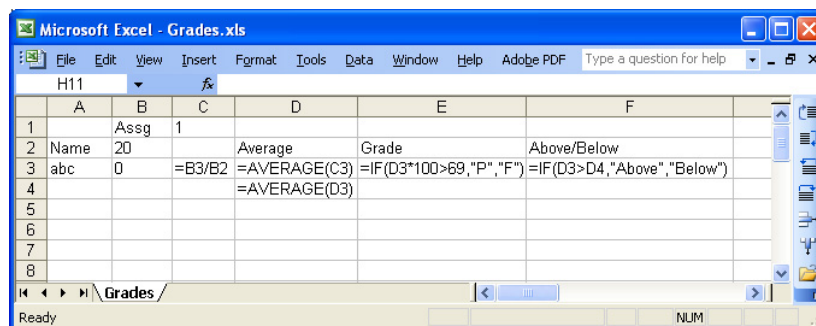 Microsoft Excel - Grades.xls
File Edit View Insert Format Tools Data Window Help Adobe PDF Type a question for help
H11 fx
A B C D E F
1 Assg 1
2 Name 20 Average Grade Above/Below
3 abc 0 =B3/B2 =AVERAGE(C3) =IF(D3*100>69,"P","F") =IF(D3>D4,"Above","Below")
4 =AVERAGE(D3)
5
6
7
8
Grades
Ready NUM